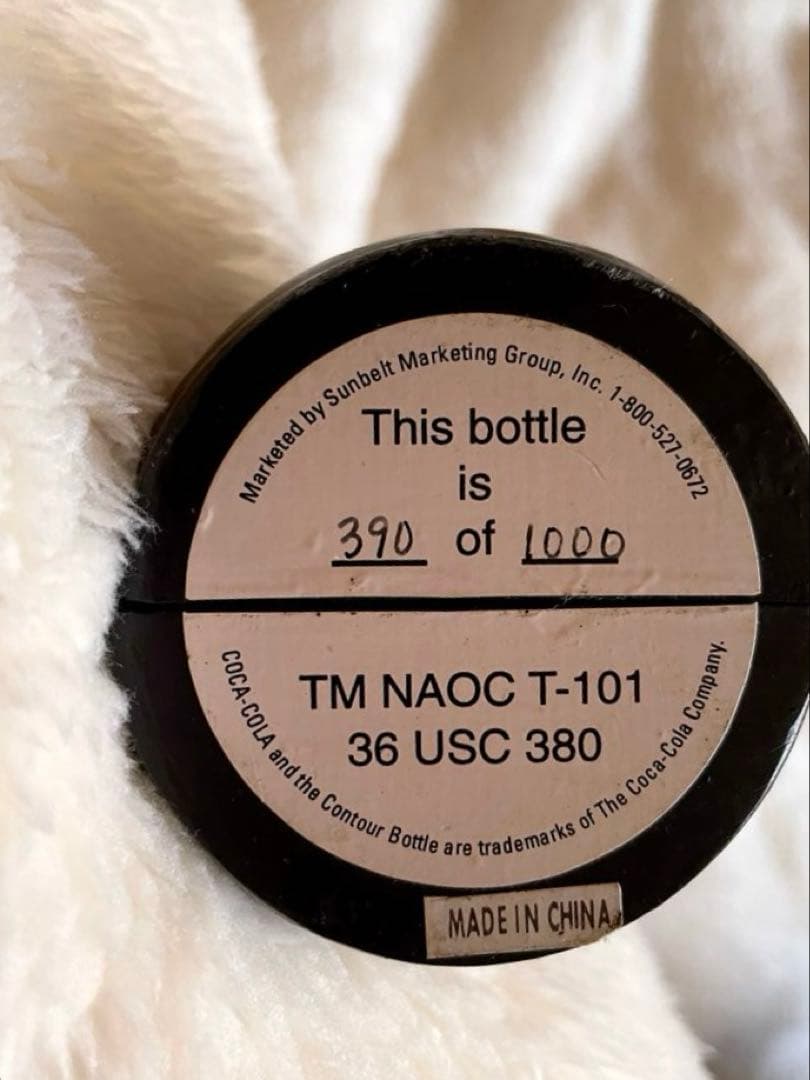 Marketed by Sunbelt Marketing Group, Inc. 1-800-527-0672
This bottle
is
390 of 1000
TM NAOC T-101
36 USC 380
COCA-COLA and the Contour Bottle are trademarks of The Coca-Cola Company.
MADE IN CHINA